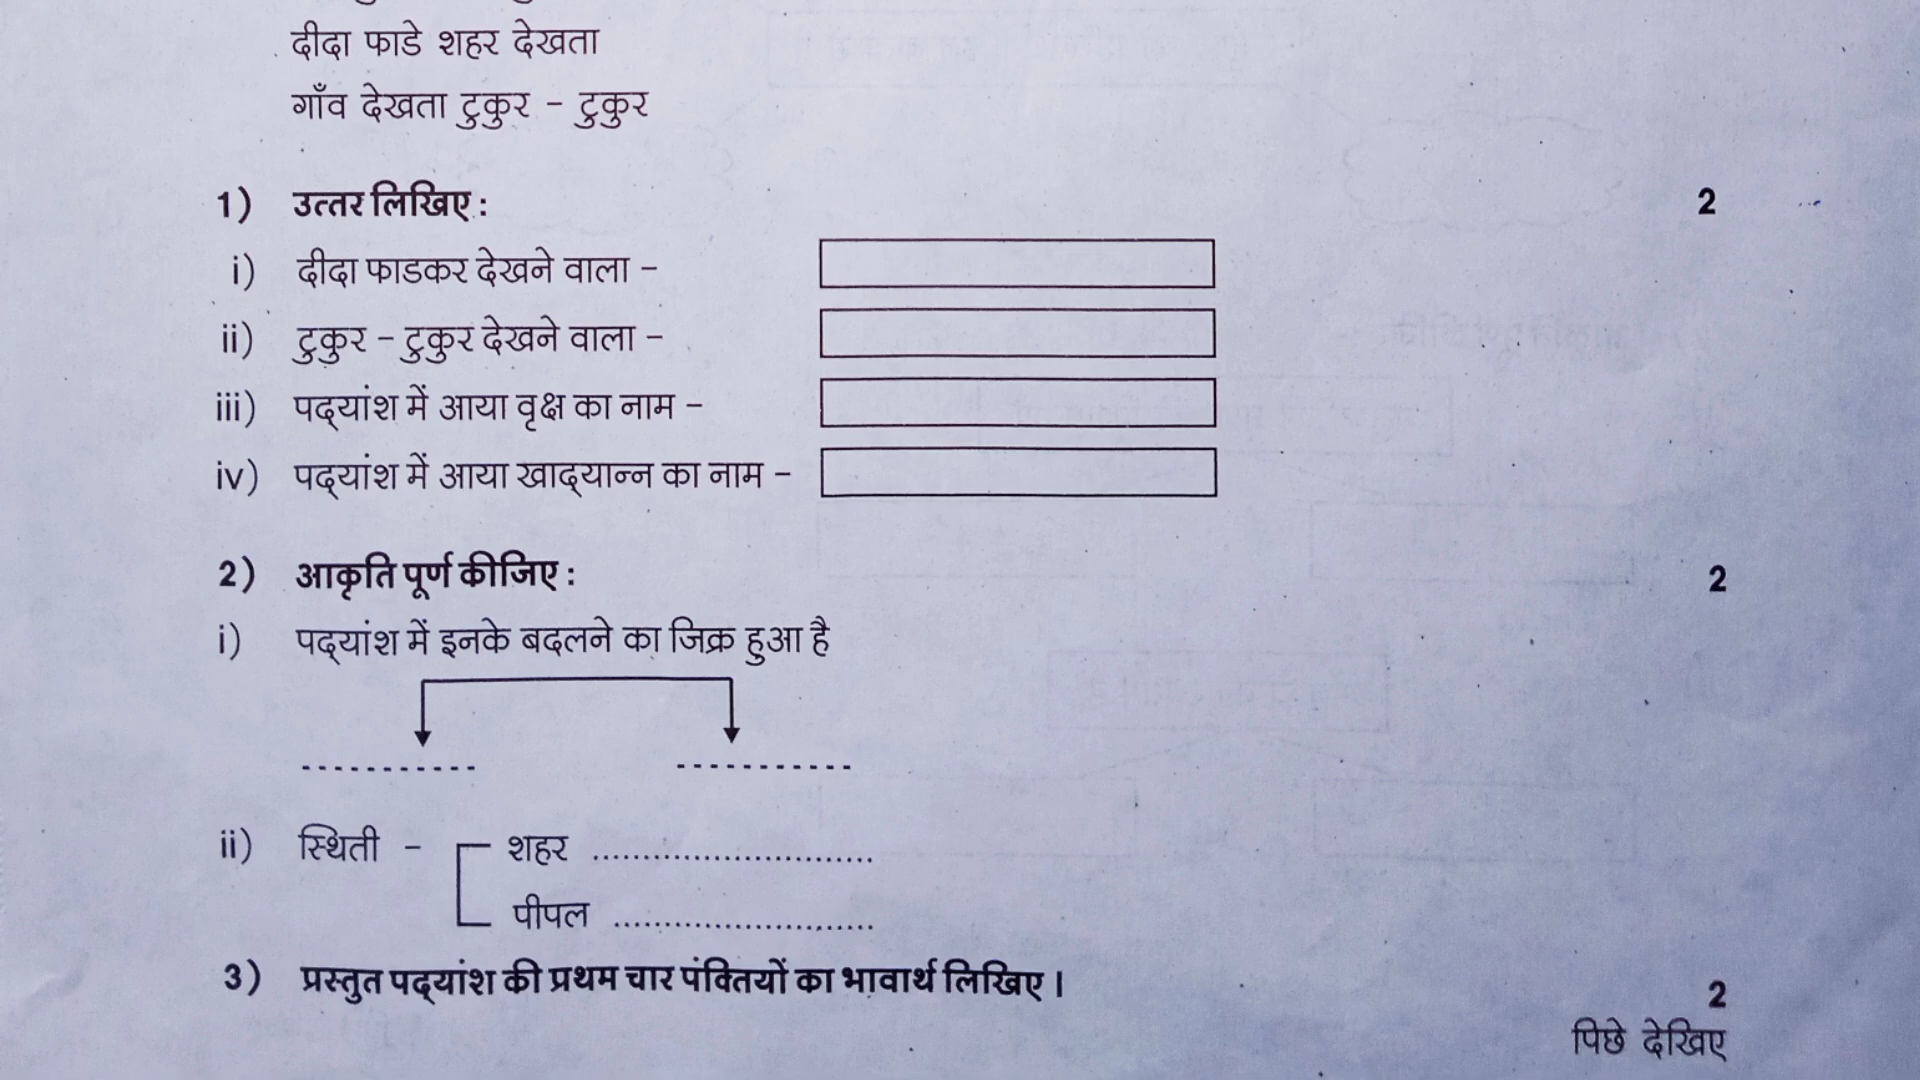 दीदा फाडे शहर देखता
गाँव देखता टुकुर - टुकुर
1) उत्तर लिखिए : 2
i) दीदा फाडकर देखने वाला -
ii) टुकुर - टुकुर देखने वाला -
iii) पद्यांश में आया वृक्ष का नाम -
iv) पद्यांश में आया खाद्यान्न का नाम -
2) आकृति पूर्ण कीजिए : 2
i) पद्यांश में इनके बदलने का जिक्र हुआ है
ii) स्थिती - शहर ............................
पीपल ..........................
3) प्रस्तुत पद्यांश की प्रथम चार पंक्तियों का भावार्थ लिखिए । 2
पिछे देखिए